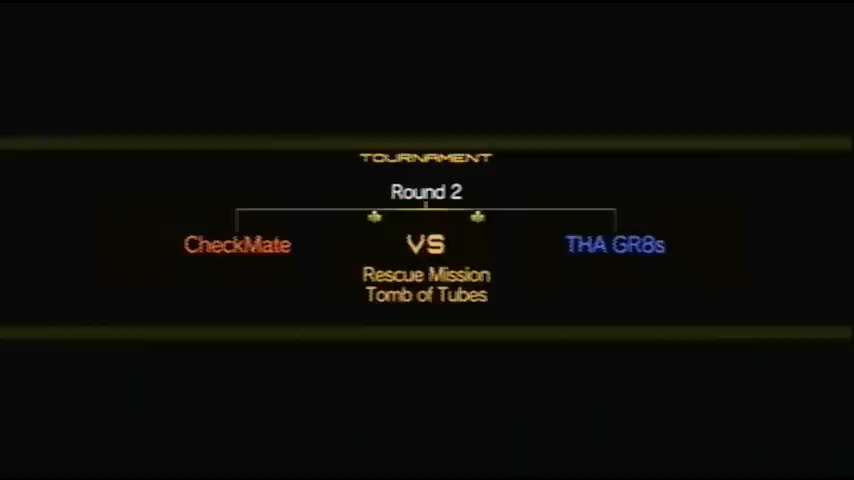 TOURNAMENT
Round 2
CheckMate VS THA GR8s
Rescue Mission
Tomb of Tubes